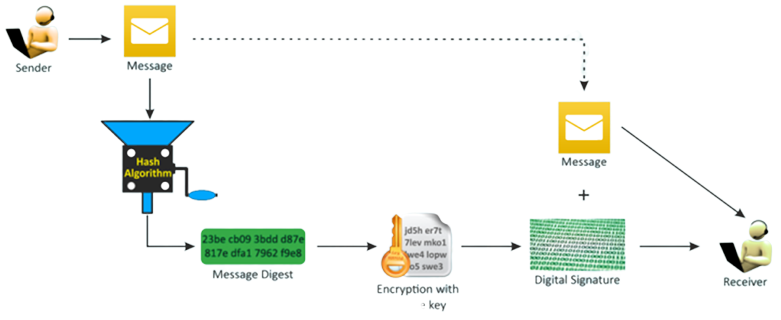 Sender
Message
Hash
Algorithm
23be cb09 3bdd d87e
817e dfa1 7962 f9e8
Message Digest
jd5h er7t
7lev mko1
we4 lopw
o5 swe3
Encryption with
key
Message
+
Digital Signature
Receiver